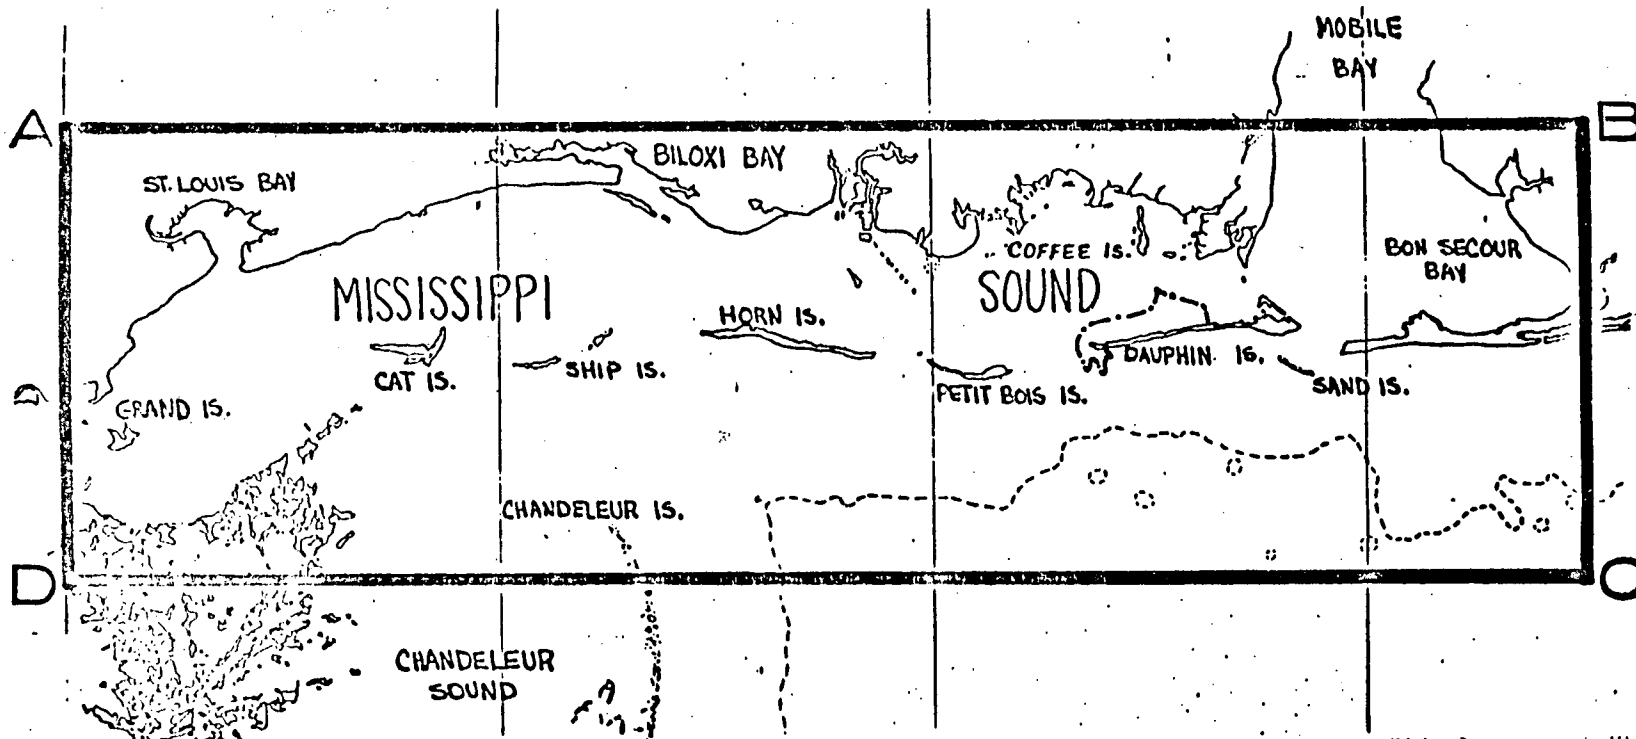 MOBILE
BAY
A
B
BILOXI BAY
ST. LOUIS BAY
COFFEE IS.
BON SECOUR
BAY
MISSISSIPPI SOUND
HORN IS.
CAT IS.
SHIP IS.
DAUPHIN IS.
PETIT BOIS IS.
SAND IS.
GRAND IS.
CHANDELEUR IS.
D
C
CHANDELEUR
SOUND